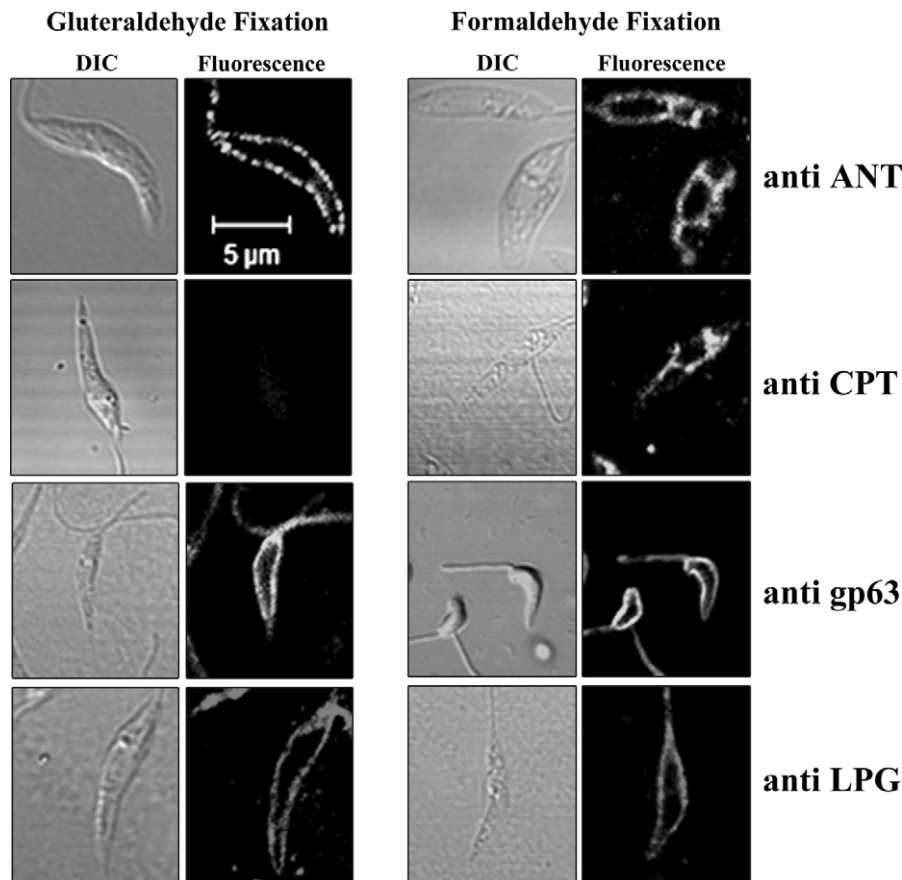 Gluteraldehyde Fixation
Formaldehyde Fixation
DIC
Fluorescence
DIC
Fluorescence
5 µm
anti ANT
anti CPT
anti gp63
anti LPG